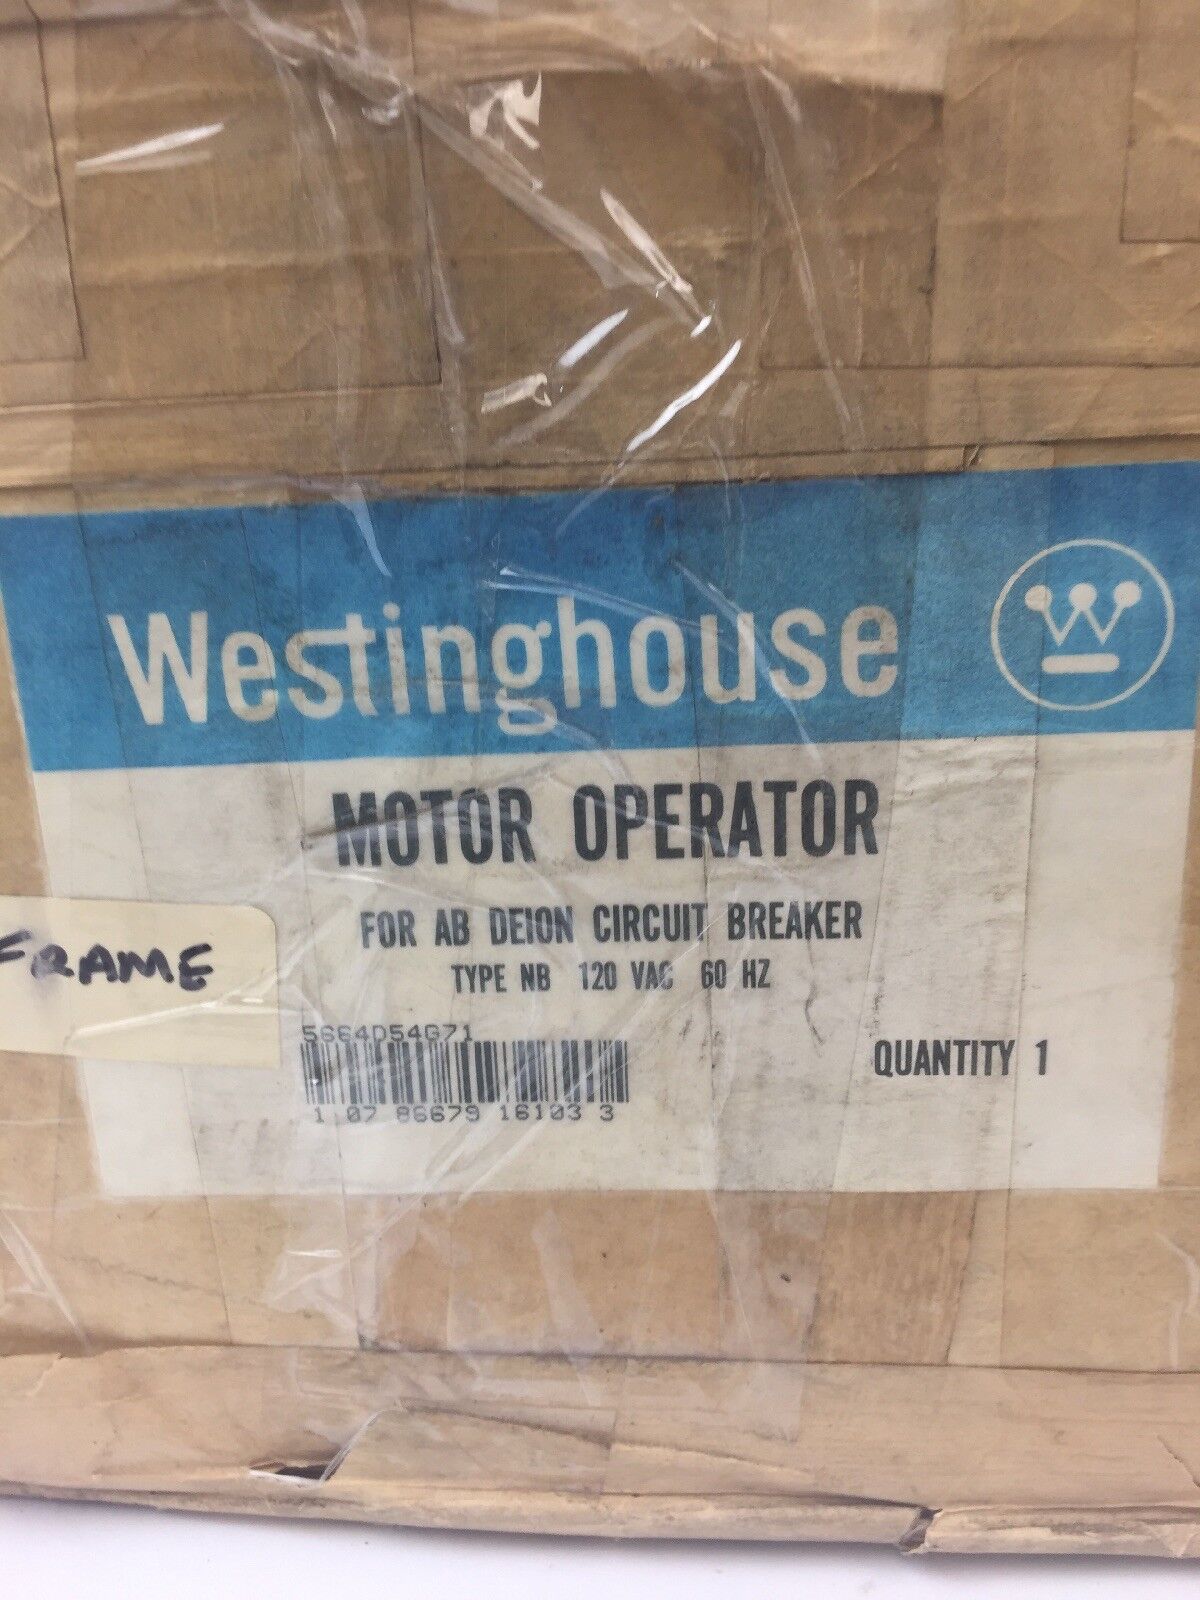 Westinghouse
W
MOTOR OPERATOR
FOR AB DEION CIRCUIT BREAKER
TYPE NB 120 VAC 60 HZ
FRAME
5664D54G71
QUANTITY 1
1 07 86679 16103 3